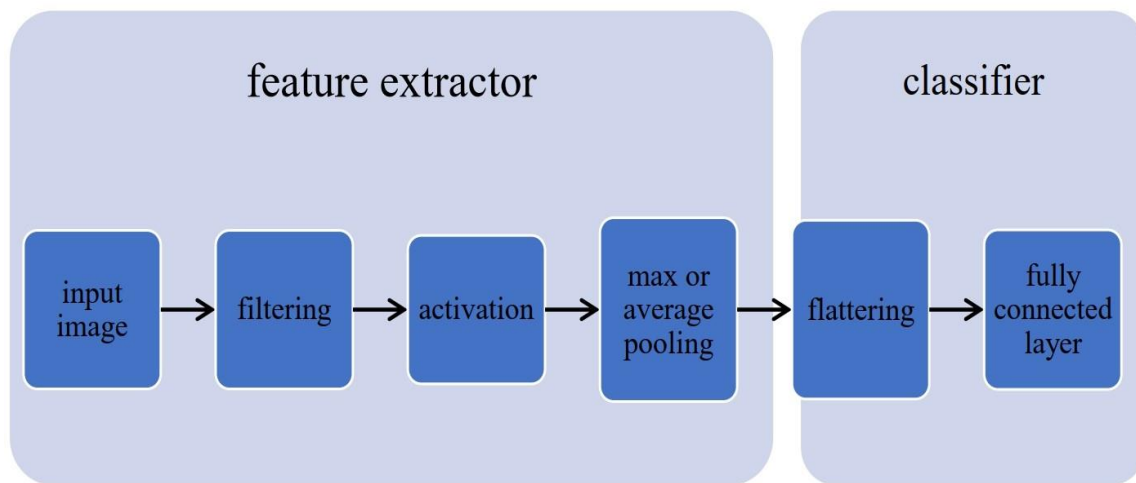 feature extractor
classifier
input
image
filtering
activation
max or
average
pooling
flattering
fully
connected
layer